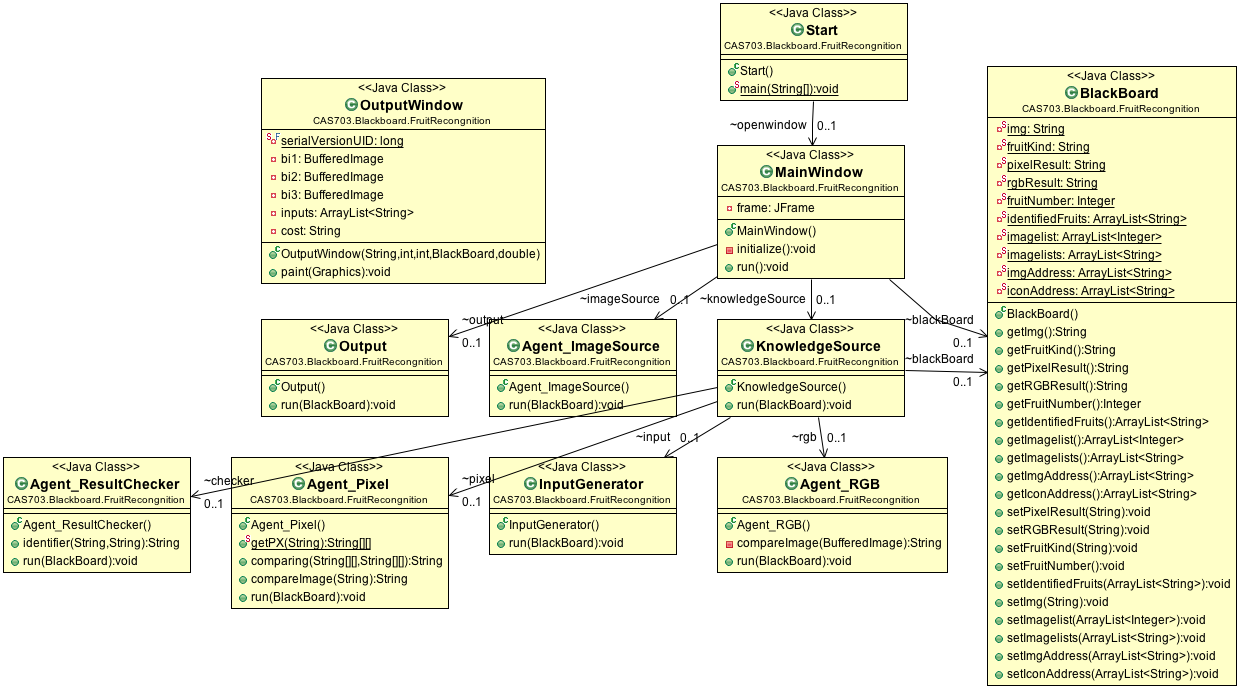 <<Java Class>>
Start
CAS703.Blackboard.FruitRecongnition
Start()
main(String[]):void
~openwindow
0..1
<<Java Class>>
OutputWindow
CAS703.Blackboard.FruitRecongnition
serialVersionUID: long
bi1: BufferedImage
bi2: BufferedImage
bi3: BufferedImage
inputs: ArrayList<String>
cost: String
OutputWindow(String,int,int,BlackBoard,double)
paint(Graphics):void
<<Java Class>>
MainWindow
CAS703.Blackboard.FruitRecongnition
frame: JFrame
MainWindow()
initialize():void
run():void
<<Java Class>>
BlackBoard
CAS703.Blackboard.FruitRecongnition
img: String
fruitKind: String
pixelResult: String
rgbResult: String
fruitNumber: Integer
identifiedFruits: ArrayList<String>
imagelist: ArrayList<Integer>
imagelists: ArrayList<String>
imgAddress: ArrayList<String>
iconAddress: ArrayList<String>
BlackBoard()
getImg():String
getFruitKind():String
getPixelResult():String
getRGBResult():String
getFruitNumber():Integer
getIdentifiedFruits():ArrayList<String>
getImagelist():ArrayList<Integer>
getImagelists():ArrayList<String>
getImgAddress():ArrayList<String>
getIconAddress():ArrayList<String>
setPixelResult(String):void
setRGBResult(String):void
setFruitKind(String):void
setFruitNumber():void
setIdentifiedFruits(ArrayList<String>):void
setImg(String):void
setImagelist(ArrayList<Integer>):void
setImagelists(ArrayList<String>):void
setImgAddress(ArrayList<String>):void
setIconAddress(ArrayList<String>):void
~output
0..1
~imageSource
0..1
~knowledgeSource
0..1
~blackBoard
0..1
~blackBoard
0..1
<<Java Class>>
Output
CAS703.Blackboard.FruitRecongnition
Output()
run(BlackBoard):void
<<Java Class>>
Agent_ImageSource
CAS703.Blackboard.FruitRecongnition
Agent_ImageSource()
run(BlackBoard):void
<<Java Class>>
KnowledgeSource
CAS703.Blackboard.FruitRecongnition
KnowledgeSource()
run(BlackBoard):void
~checker
0..1
~pixel
0..1
~input
0..1
~rgb
0..1
<<Java Class>>
Agent_ResultChecker
CAS703.Blackboard.FruitRecongnition
Agent_ResultChecker()
identifier(String,String):String
run(BlackBoard):void
<<Java Class>>
Agent_Pixel
CAS703.Blackboard.FruitRecongnition
Agent_Pixel()
getPX(String):String[][]
comparing(String[][],String[][]):String
compareImage(String):String
run(BlackBoard):void
<<Java Class>>
InputGenerator
CAS703.Blackboard.FruitRecongnition
InputGenerator()
run(BlackBoard):void
<<Java Class>>
Agent_RGB
CAS703.Blackboard.FruitRecongnition
Agent_RGB()
compareImage(BufferedImage):String
run(BlackBoard):void